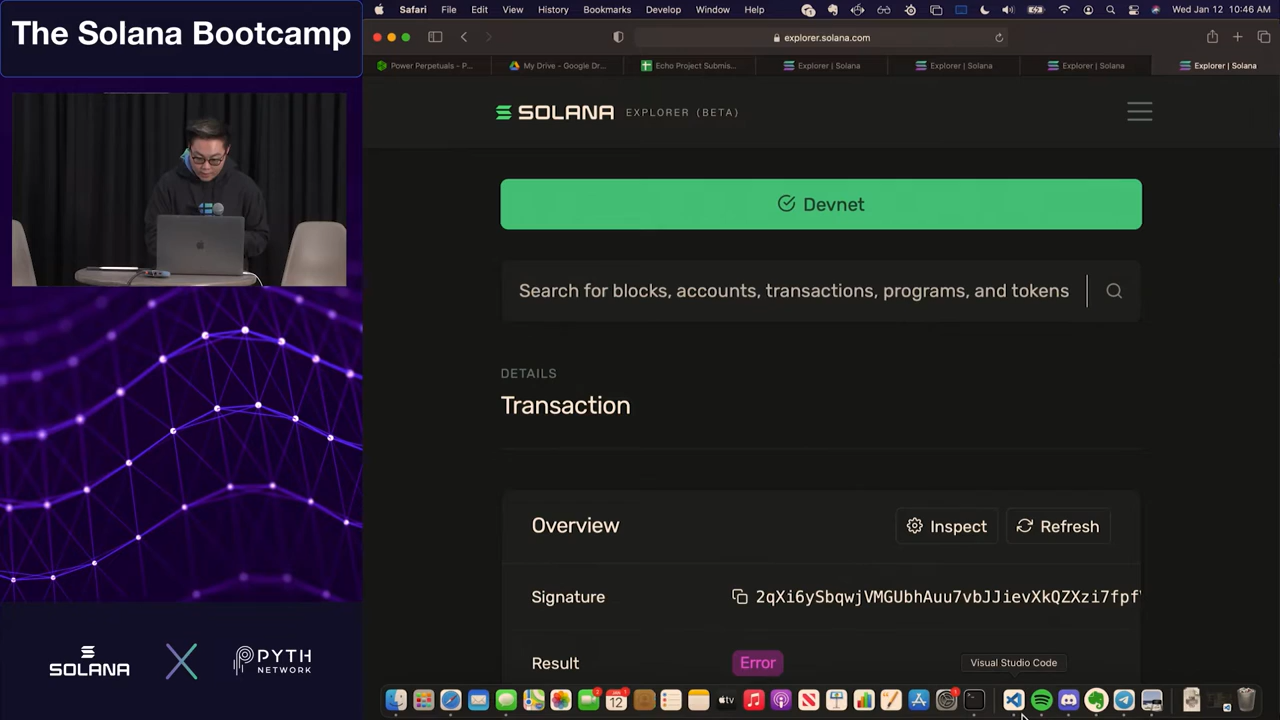 The Solana Bootcamp
Safari File Edit View History Bookmarks Develop Window Help
Wed Jan 12 10:46 AM
explorer.solana.com
Power Perpetuals - P...
My Drive - Google Dr...
Echo Project Submis...
Explorer | Solana
Explorer | Solana
Explorer | Solana
Explorer | Solana
SOLANA EXPLORER (BETA)
Devnet
Search for blocks, accounts, transactions, programs, and tokens
DETAILS
Transaction
Overview
Inspect
Refresh
Signature
2qXi6ySbqwjVMGUbhAuu7vbJJievXkQZXzi7fpf
Result
Error
Visual Studio Code
SOLANA
PYTH
NETWORK
JAN
12
tv